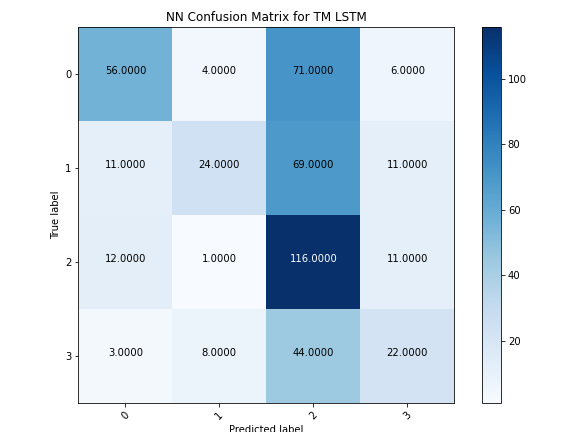 NN Confusion Matrix for TM LSTM
0 56.0000 4.0000 71.0000 6.0000
1 11.0000 24.0000 69.0000 11.0000
2 12.0000 1.0000 116.0000 11.0000
3 3.0000 8.0000 44.0000 22.0000
True label
0 1 2 3
Predicted label
100
80
60
40
20